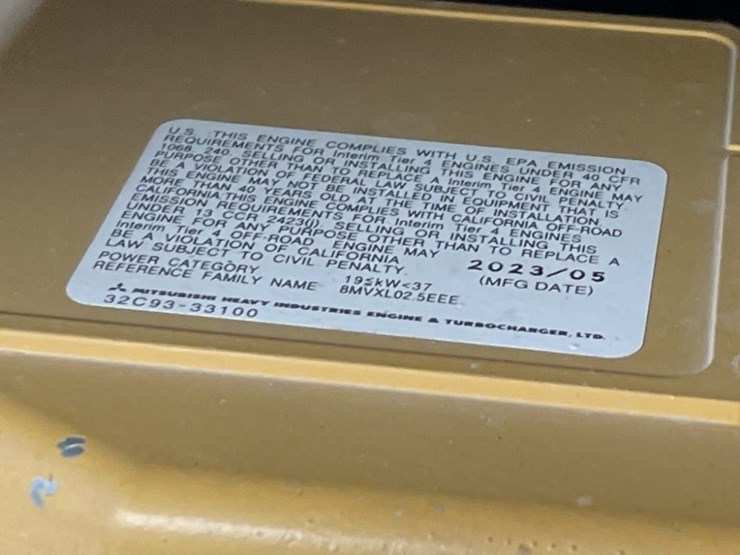 U.S. :THIS ENGINE COMPLIES WITH U.S. EPA EMISSION
REQUIREMENTS FOR Interim Tier 4 ENGINES UNDER 40 CFR
1068. 240. SELLING OR INSTALLING THIS ENGINE FOR ANY
PURPOSE OTHER THAN TO REPLACE A Interim Tier 4 ENGINE MAY
BE A VIOLATION OF FEDERAL LAW SUBJECT TO CIVIL PENALTY.
THIS ENGINE MAY NOT BE INSTALLED IN EQUIPMENT THAT IS
MORE THAN 40 YEARS OLD AT THE TIME OF INSTALLATION.
CALIFORNIA:THIS ENGINE COMPLIES WITH CALIFORNIA OFF-ROAD
EMISSION REQUIREMENTS FOR Interim Tier 4 ENGINES
UNDER 13 CCR 2423(j) SELLING OR INSTALLING THIS
ENGINE FOR ANY PURPOSE OTHER THAN TO REPLACE A
Interim Tier 4 OFF-ROAD ENGINE MAY
BE A VIOLATION OF CALIFORNIA
LAW SUBJECT TO CIVIL PENALTY.
2023/05
(MFG DATE)
POWER CATEGORY 19≤kW<37
REFERENCE FAMILY NAME 8MVXL02.5EEE
MITSUBISHI HEAVY INDUSTRIES ENGINE & TURBOCHARGER, LTD.
32C93-33100